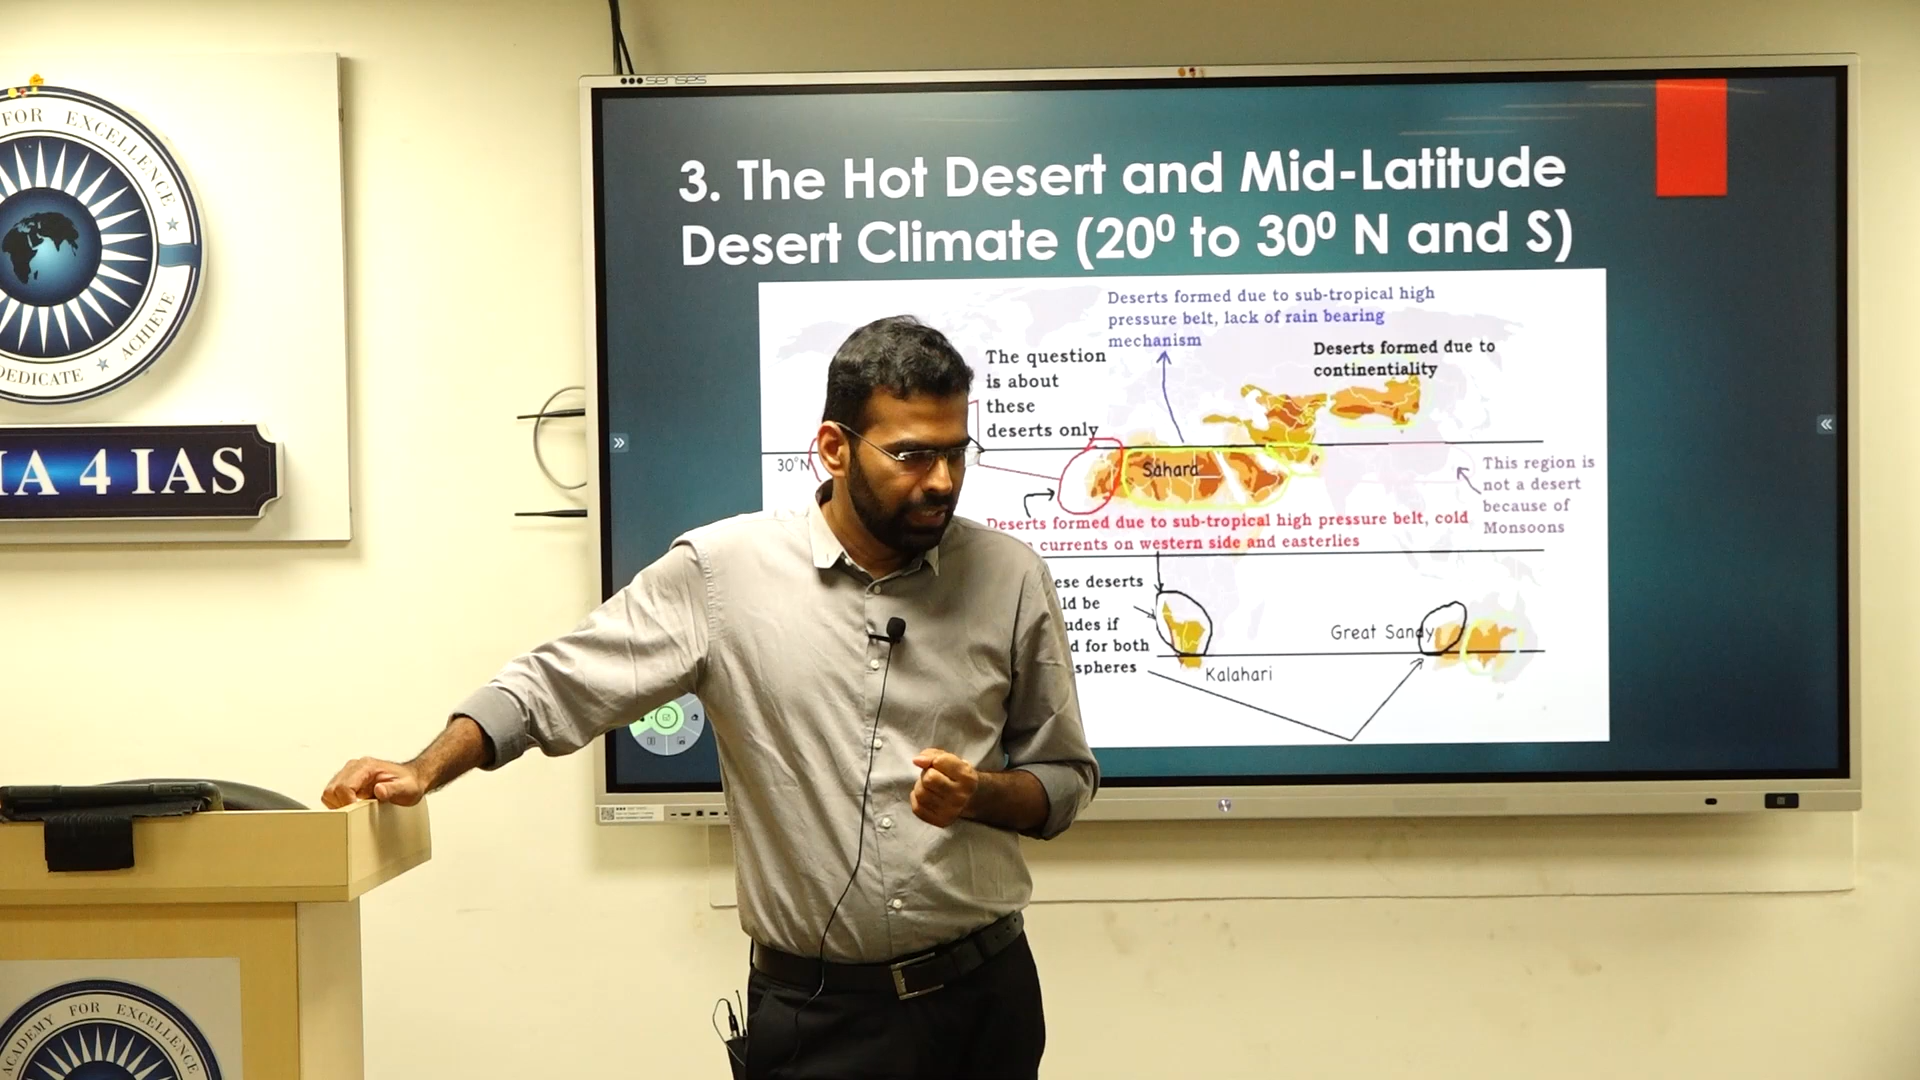 FOR EXCELLENCE
ACHIEVE
DEDICATE
IA 4 IAS
senses
3. The Hot Desert and Mid-Latitude
Desert Climate (20⁰ to 30⁰ N and S)
Deserts formed due to sub-tropical high
pressure belt, lack of rain bearing
mechanism
Deserts formed due to
continentiality
The question
is about
these
deserts only
30°N
Sahara
This region is
not a desert
because of
Monsoons
Deserts formed due to sub-tropical high pressure belt, cold
currents on western side and easterlies
ese deserts
ld be
udes if
d for both
spheres
Great Sandy
Kalahari
ACADEMY FOR EXCELLENCE